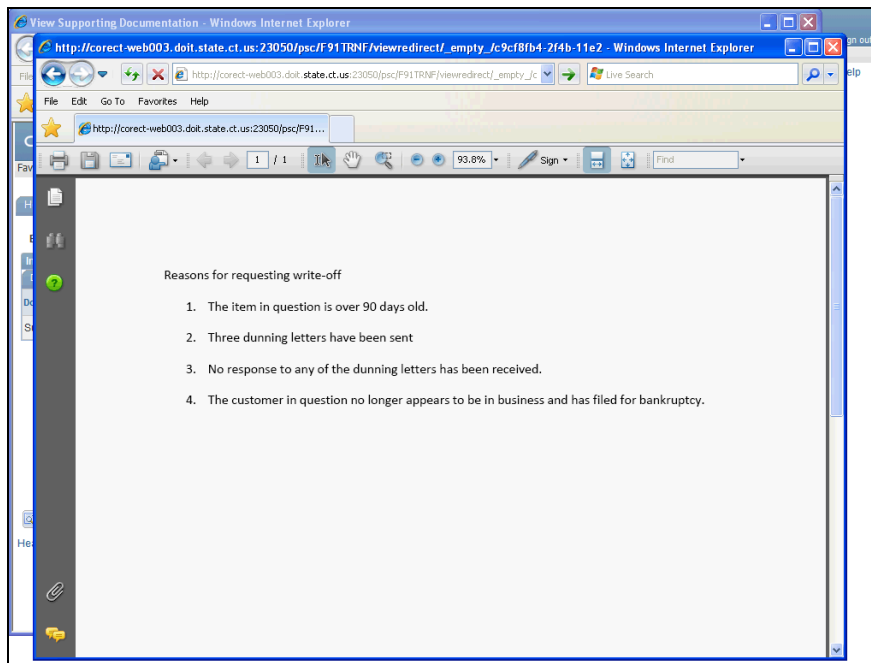 View Supporting Documentation - Windows Internet Explorer
http://corect-web003.doit.state.ct.us:23050/psc/F91TRNF/viewredirect/_empty_/c9cf8fb4-2f4b-11e2 - Windows Internet Explorer
http://corect-web003.doit.state.ct.us:23050/psc/F91TRNF/viewredirect/_empty_/c
Live Search
File Edit Go To Favorites Help
http://corect-web003.doit.state.ct.us:23050/psc/F91...
1 / 1
93.8%
Sign
Find
Fav
Reasons for requesting write-off
1. The item in question is over 90 days old.
2. Three dunning letters have been sent
3. No response to any of the dunning letters has been received.
4. The customer in question no longer appears to be in business and has filed for bankruptcy.